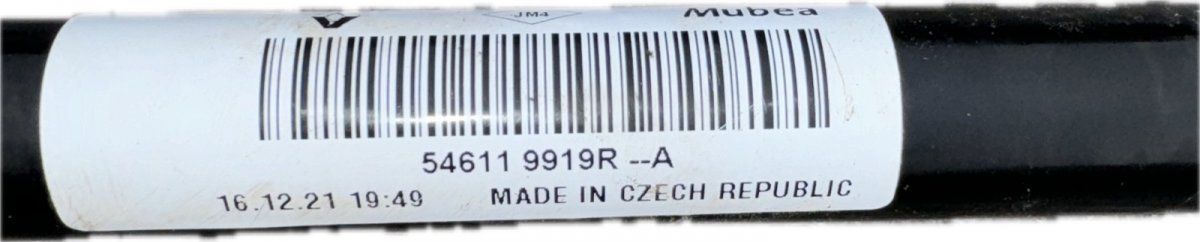 JM4 Mubea
54611 9919R --A
16.12.21 19:49 MADE IN CZECH REPUBLIC